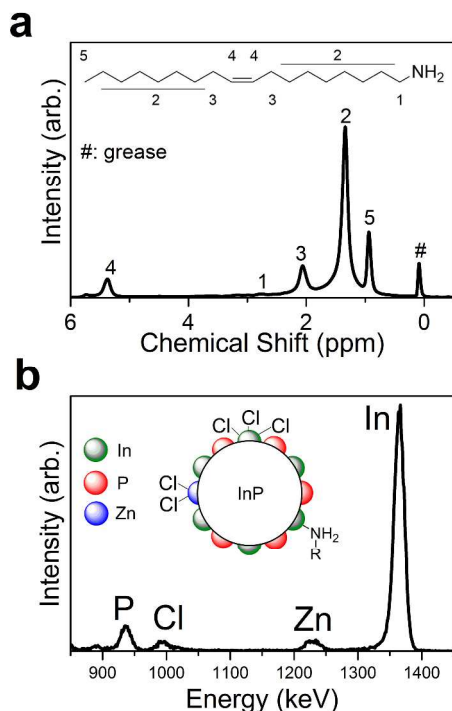 a
5 4 4 2
NH2
2 3 3 1
#: grease
2
5
3
4
1
#
Intensity (arb.)
6 4 2 0
Chemical Shift (ppm)
b
In
P
Zn
Cl
Cl Cl
Cl
Cl
InP
NH2
R
In
P
Cl
Zn
Intensity (arb.)
900 1000 1100 1200 1300 1400
Energy (keV)